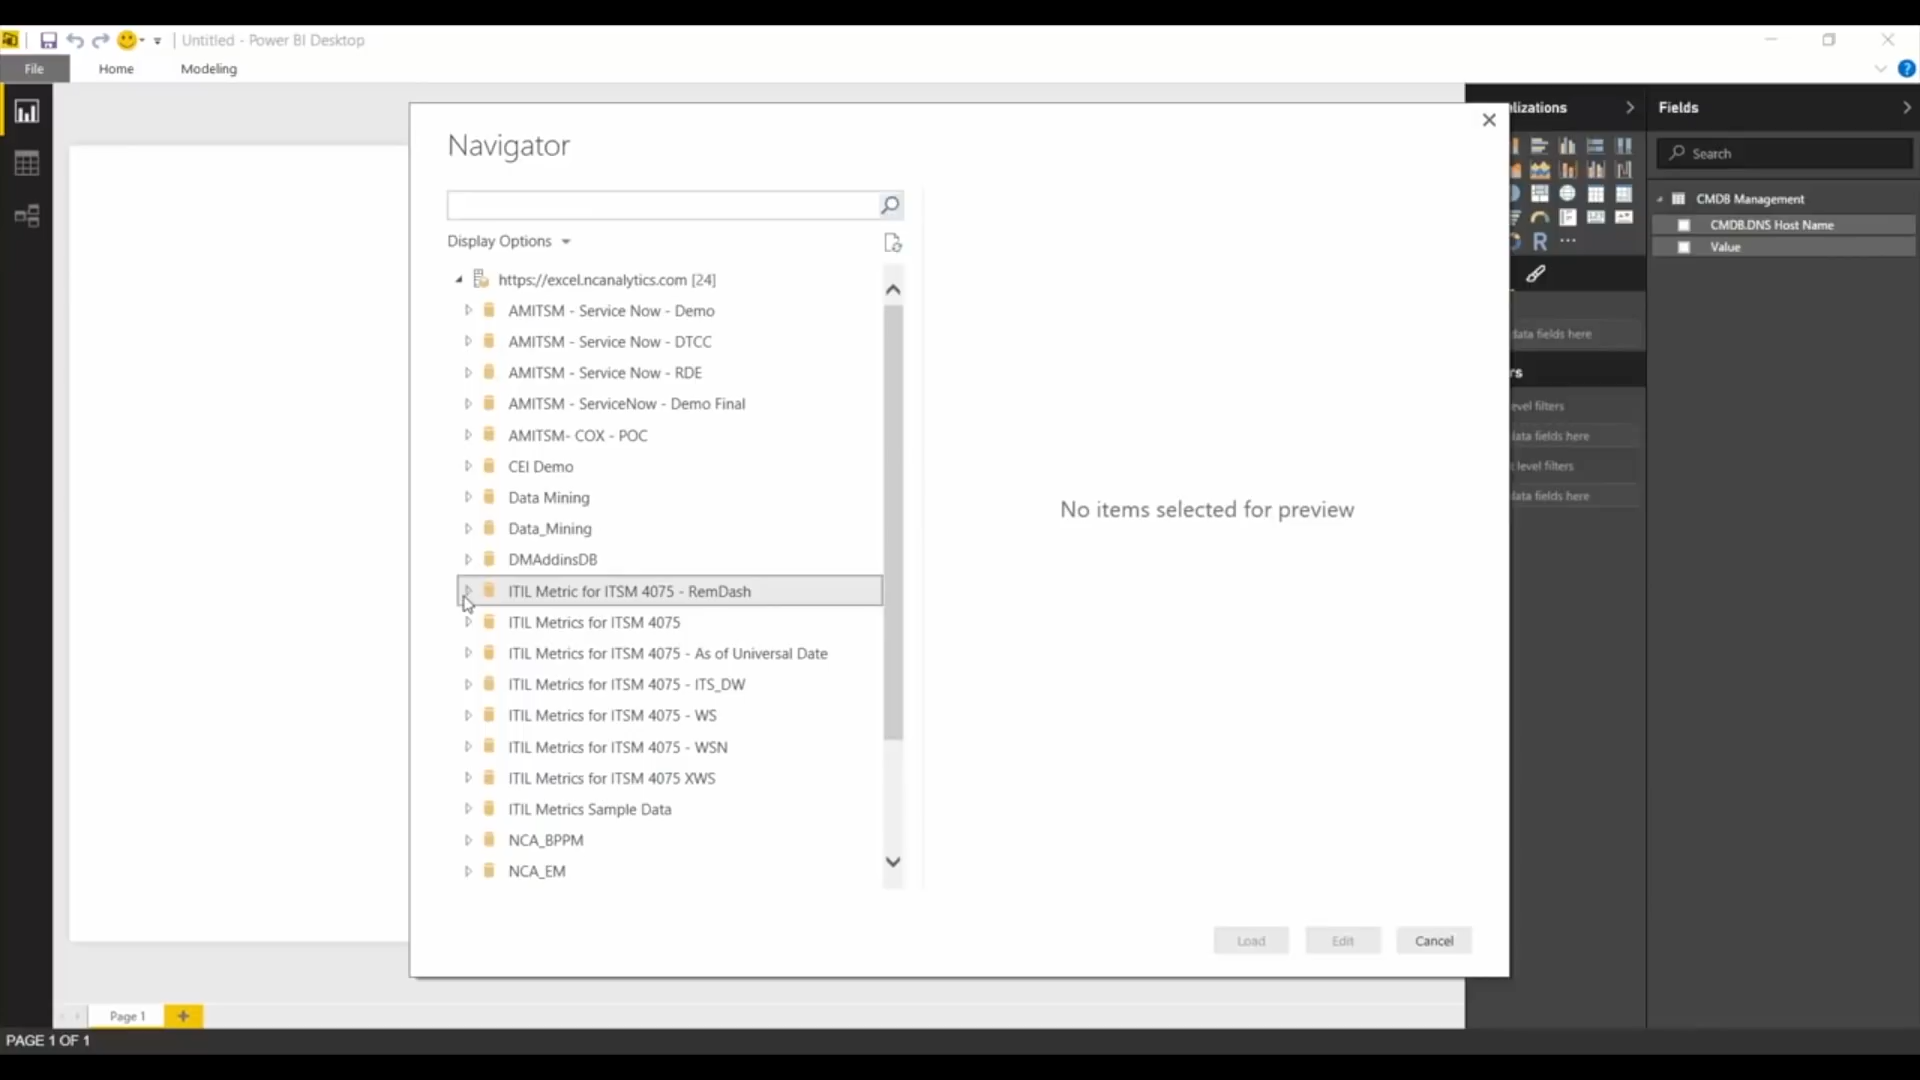 Untitled - Power BI Desktop
File Home Modeling
?
Navigator
Display Options
https://excel.ncanalytics.com [24]
AMITSM - Service Now - Demo
AMITSM - Service Now - DTCC
AMITSM - Service Now - RDE
AMITSM - ServiceNow - Demo Final
AMITSM- COX - POC
CEI Demo
Data Mining
Data_Mining
DMAddinsDB
ITIL Metric for ITSM 4075 - RemDash
ITIL Metrics for ITSM 4075
ITIL Metrics for ITSM 4075 - As of Universal Date
ITIL Metrics for ITSM 4075 - ITS_DW
ITIL Metrics for ITSM 4075 - WS
ITIL Metrics for ITSM 4075 - WSN
ITIL Metrics for ITSM 4075 XWS
ITIL Metrics Sample Data
NCA_BPPM
NCA_EM
No items selected for preview
Load Edit Cancel
lizations
R
data fields here
rs
evel filters
data fields here
level filters
data fields here
Fields
Search
CMDB Management
CMDB.DNS Host Name
Value
Page 1 +
PAGE 1 OF 1